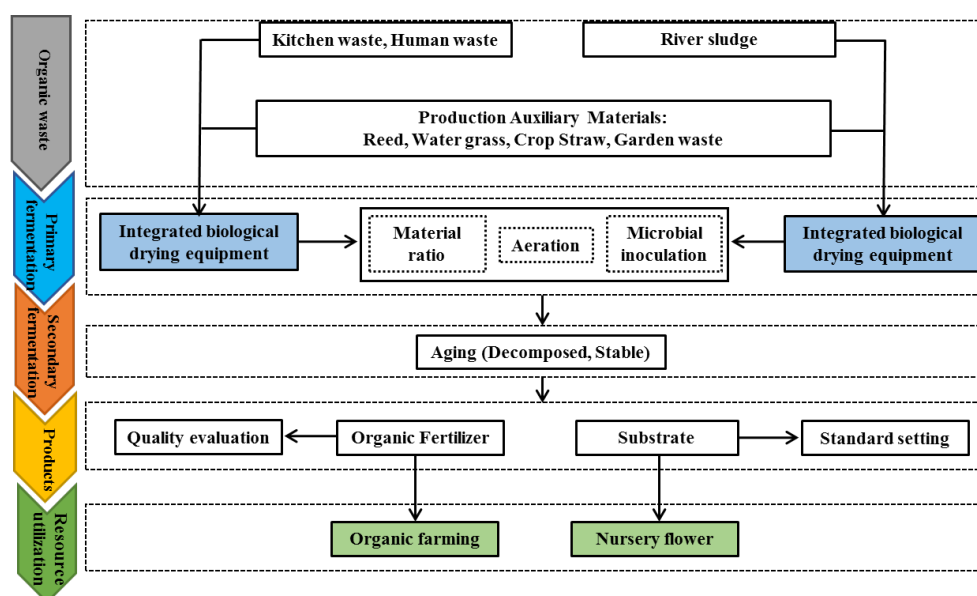 Organic waste
Kitchen waste, Human waste
River sludge
Production Auxiliary Materials:
Reed, Water grass, Crop Straw, Garden waste
Primary
fermentation
Integrated biological
drying equipment
Material
ratio
Aeration
Microbial
inoculation
Integrated biological
drying equipment
Secondary
fermentation
Aging (Decomposed, Stable)
Products
Quality evaluation
Organic Fertilizer
Substrate
Standard setting
Resource
utilization
Organic farming
Nursery flower